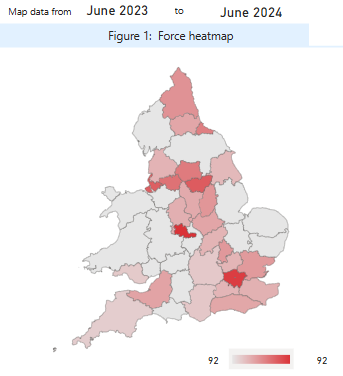 Map data from June 2023 to June 2024
Figure 1: Force heatmap
92 92